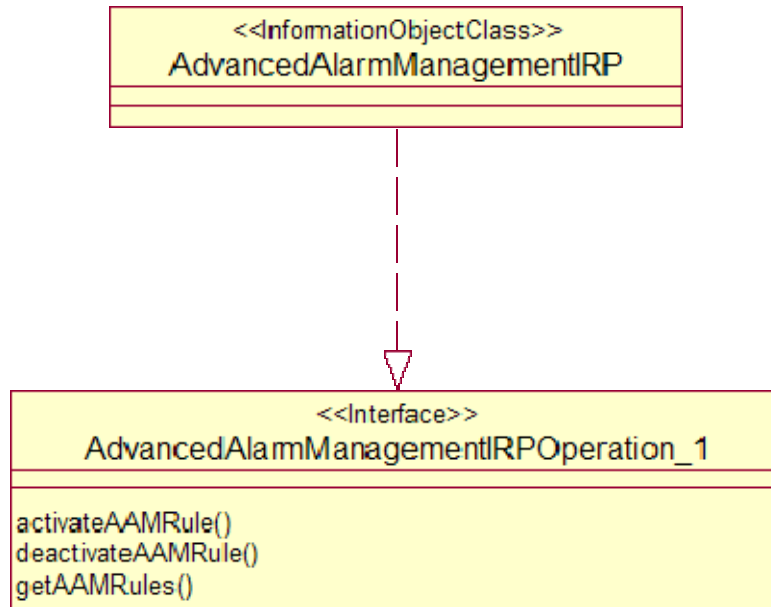 <<InformationObjectClass>>
AdvancedAlarmManagementIRP
<<Interface>>
AdvancedAlarmManagementIRPOperation_1
activateAAMRule()
deactivateAAMRule()
getAAMRules()